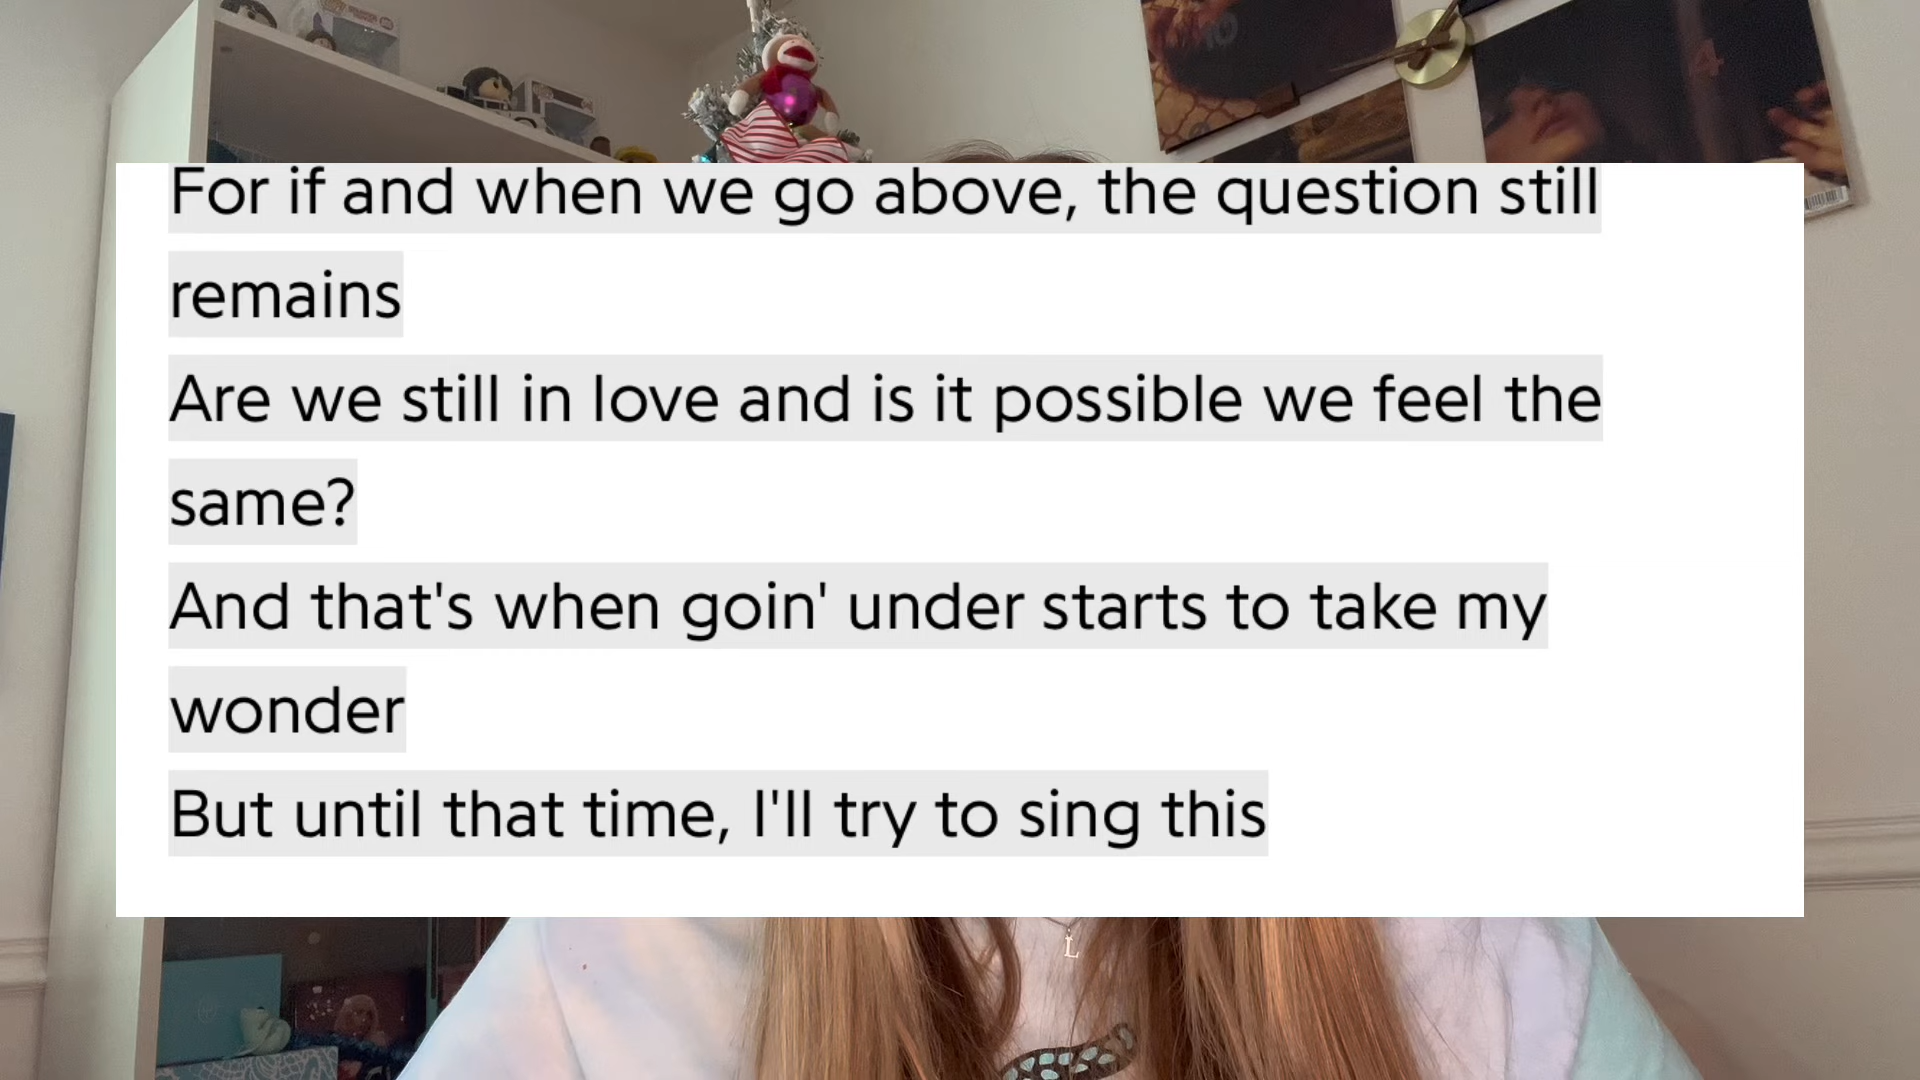 10
4
For if and when we go above, the question still
remains
Are we still in love and is it possible we feel the
same?
And that's when goin' under starts to take my
wonder
But until that time, I'll try to sing this
L